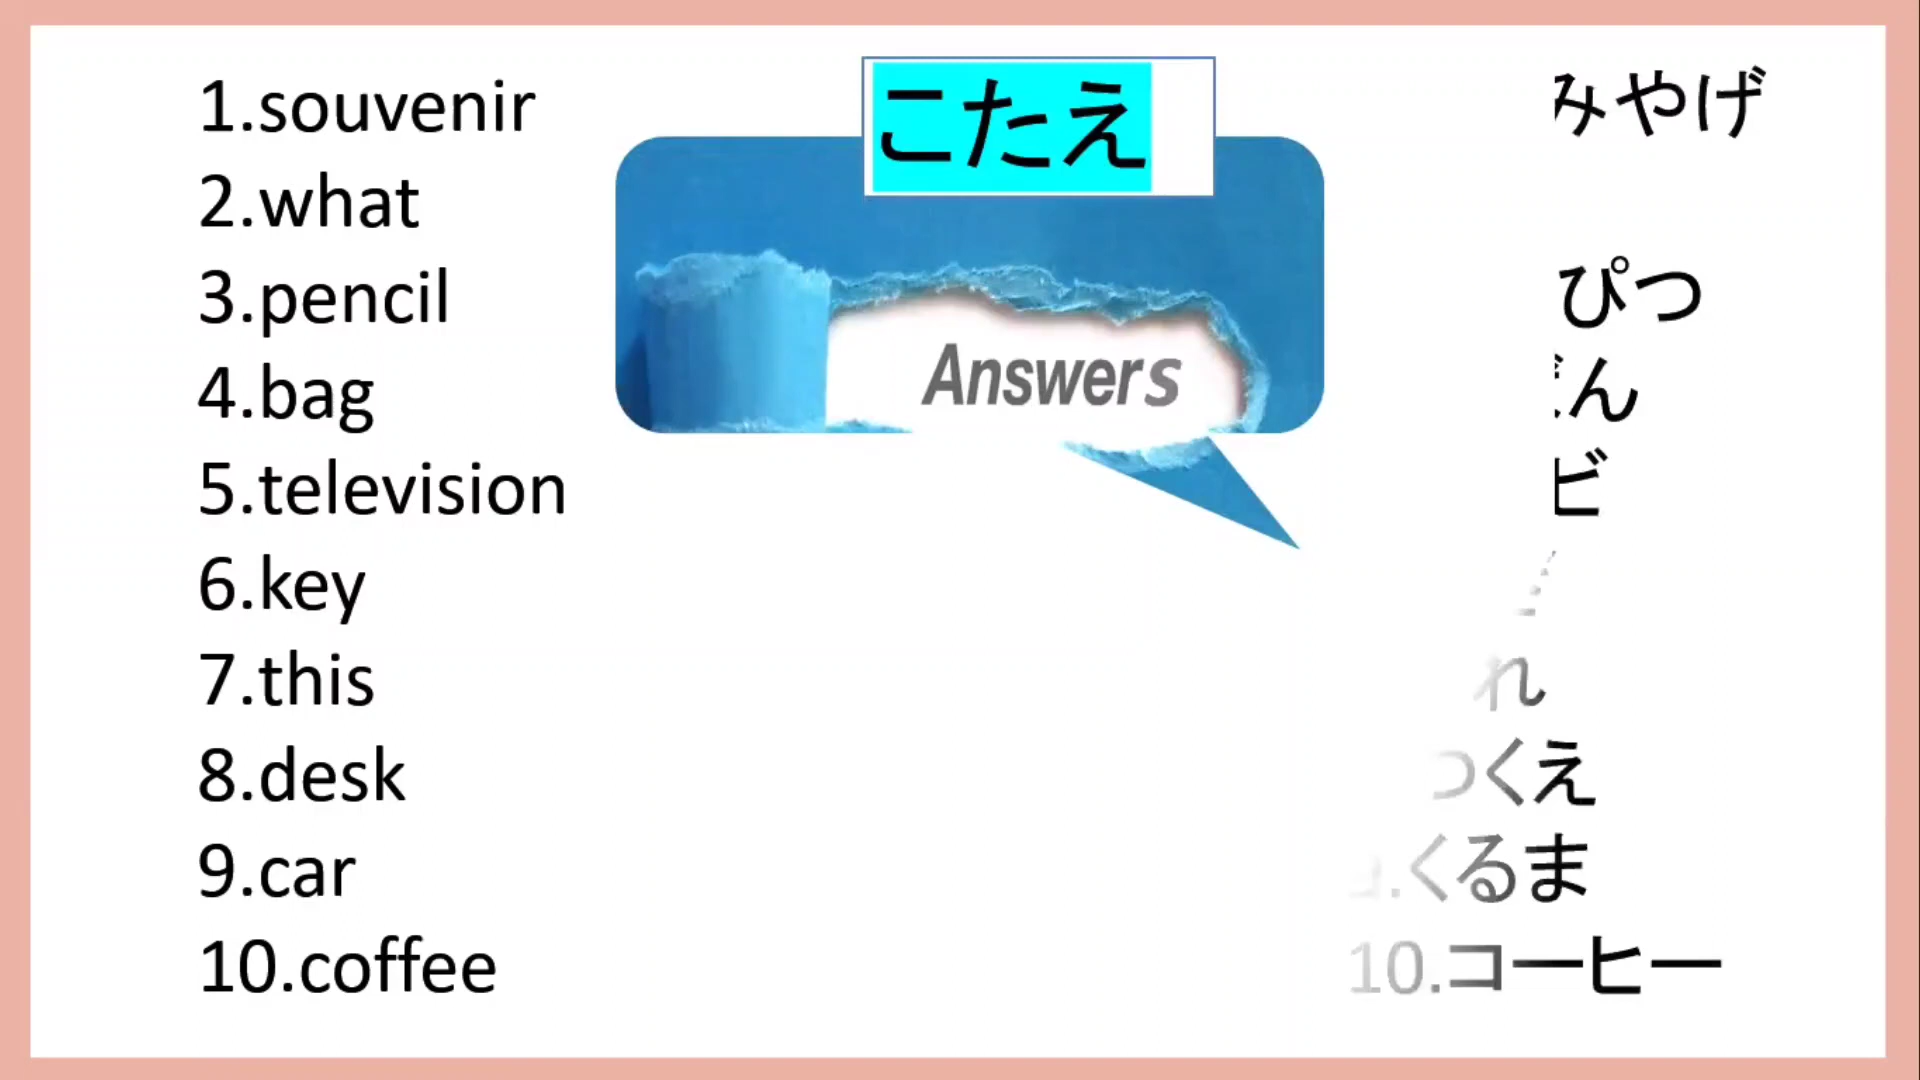 1.souvenir
2.what
3.pencil
4.bag
5.television
6.key
7.this
8.desk
9.car
10.coffee
こたえ
Answers
みやげ
ぴつ
ん
ビ
れ
つくえ
.くるま
10.コーヒー